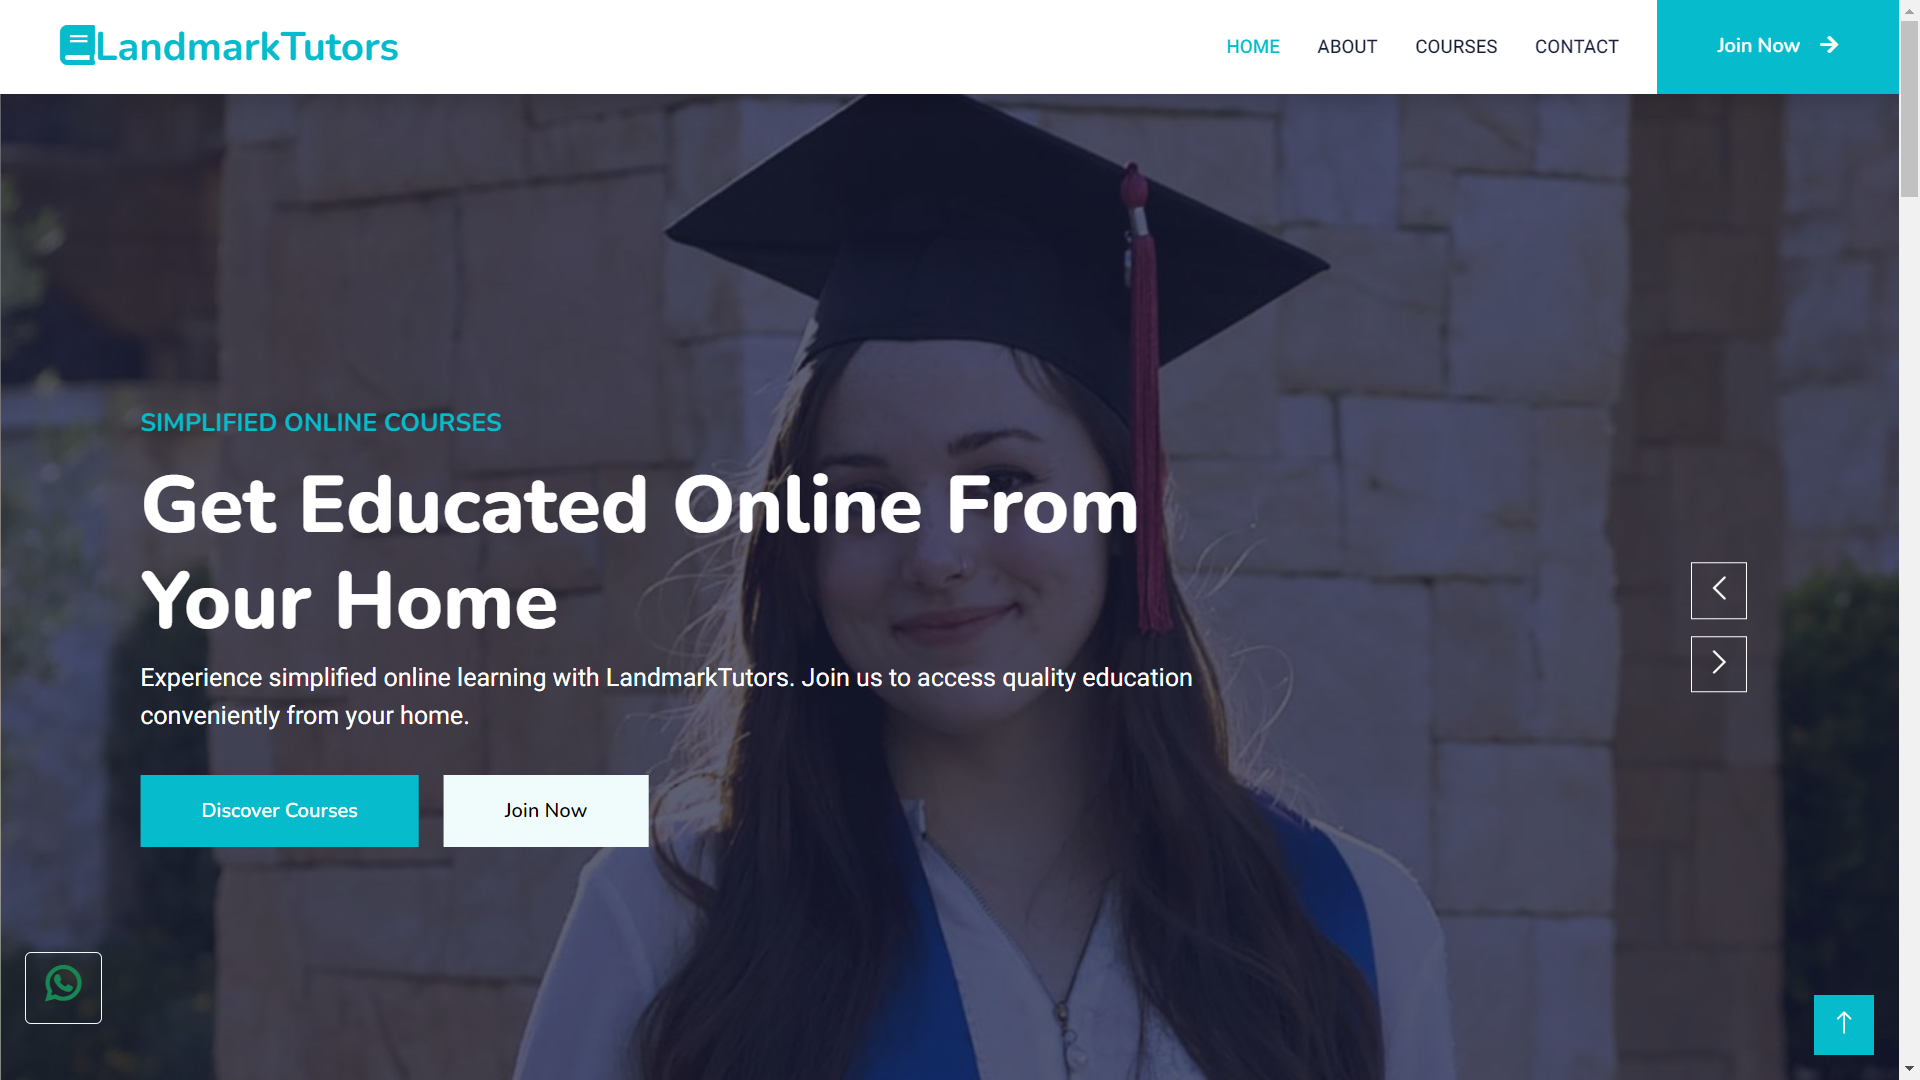 LandmarkTutors
HOME ABOUT COURSES CONTACT Join Now
SIMPLIFIED ONLINE COURSES
Get Educated Online From
Your Home
Experience simplified online learning with LandmarkTutors. Join us to access quality education
conveniently from your home.
Discover Courses Join Now